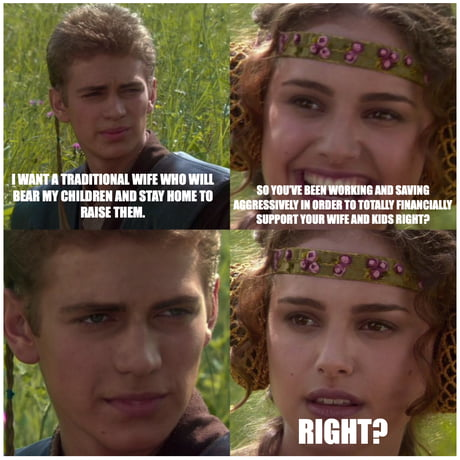 I WANT A TRADITIONAL WIFE WHO WILL
BEAR MY CHILDREN AND STAY HOME TO
RAISE THEM.
SO YOU'VE BEEN WORKING AND SAVING
AGGRESSIVELY IN ORDER TO TOTALLY FINANCIALLY
SUPPORT YOUR WIFE AND KIDS RIGHT?
RIGHT?